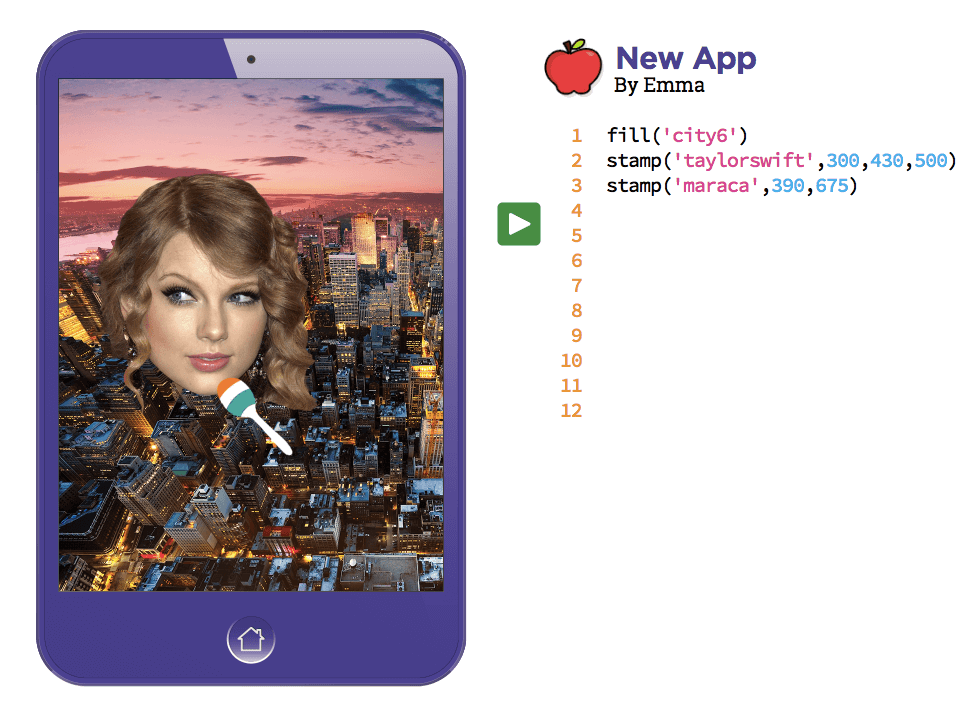 New App
By Emma
1 fill('city6')
2 stamp('taylorswift',300,430,500)
3 stamp('maraca',390,675)
4
5
6
7
8
9
10
11
12